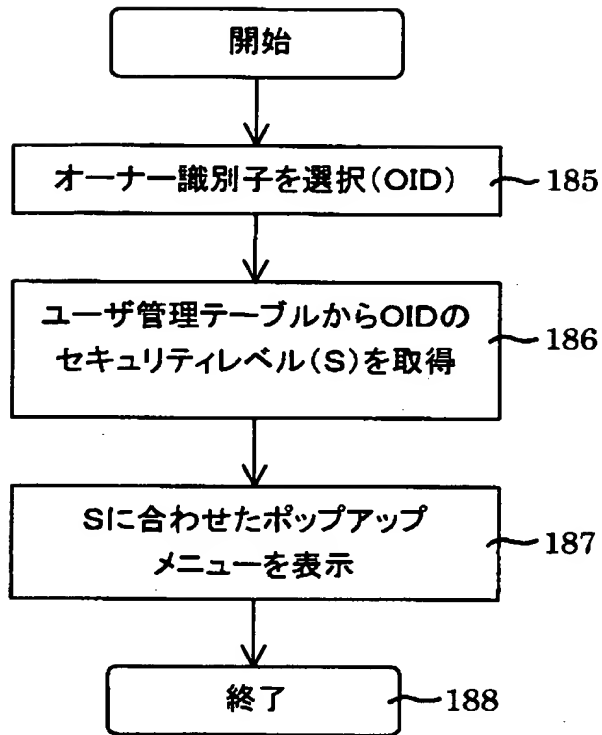 開始
オーナー識別子を選択(OID)
185
ユーザ管理テーブルからOIDの
セキュリティレベル(S)を取得
186
Sに合わせたポップアップ
メニューを表示
187
終了
188